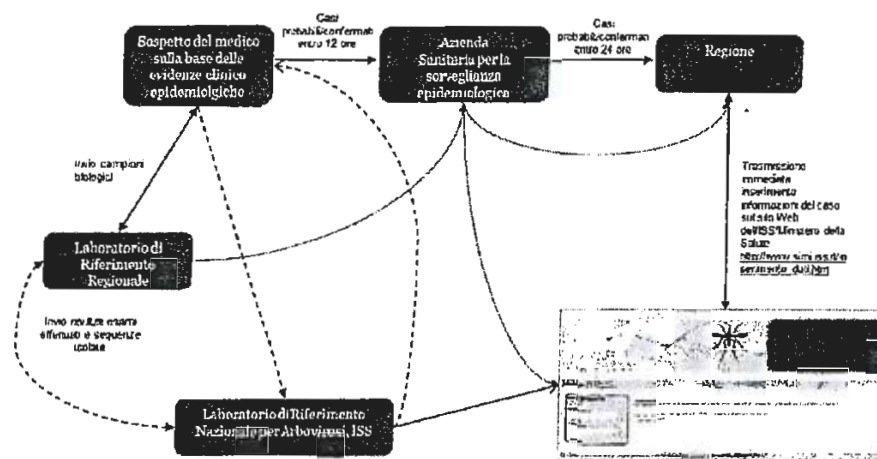 Casi
probabili/confermati
entro 12 ore
Casi
probabili/confermati
entro 24 ore
Sospetto del medico
sulla base delle
evidenze clinico
epidemiolgiche
Azienda
Sanitaria per la
sorveglianza
epidemiologica
Regione
Invio campioni
biologici
Trasmissione
immediata
inserimento
informazioni del caso
sul sito Web
dell'ISS/Ministero della
Salute
Laboratorio di
Riferimento
Regionale
Invio risultati esami
effettuati e sequenze
isolate
Laboratorio di Riferimento
Nazionale per Arbovirosi, ISS